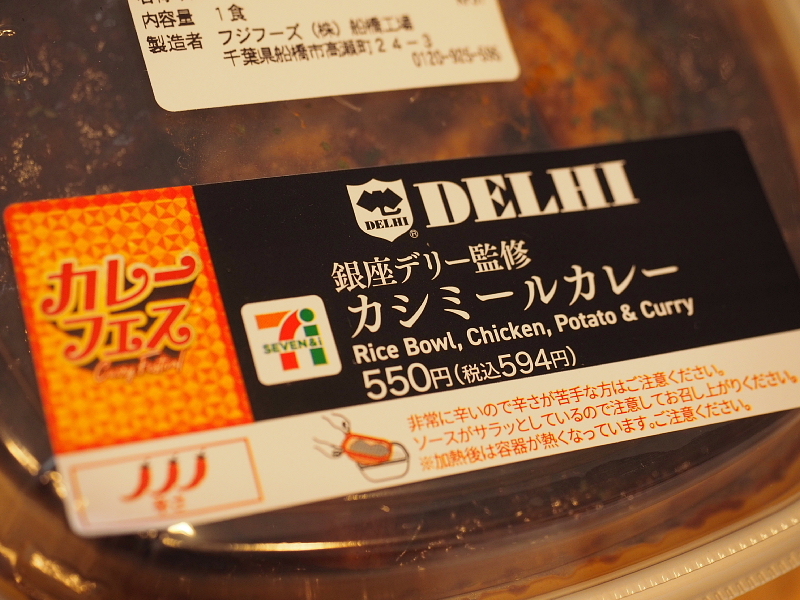 内容量 1食
製造者 フジフーズ（株）船橋工場
千葉県船橋市高瀬町24-3
0120-925-595
DELHI
DELHI
®
銀座デリー監修
カシミールカレー
Rice Bowl, Chicken, Potato & Curry
550円(税込594円)
カレー
フェス
SEVEN&i
非常に辛いので辛さが苦手な方はご注意ください。
ソースがサラッとしているので注意してお召し上がりください。
※加熱後は容器が熱くなっています。ご注意ください。
辛さ